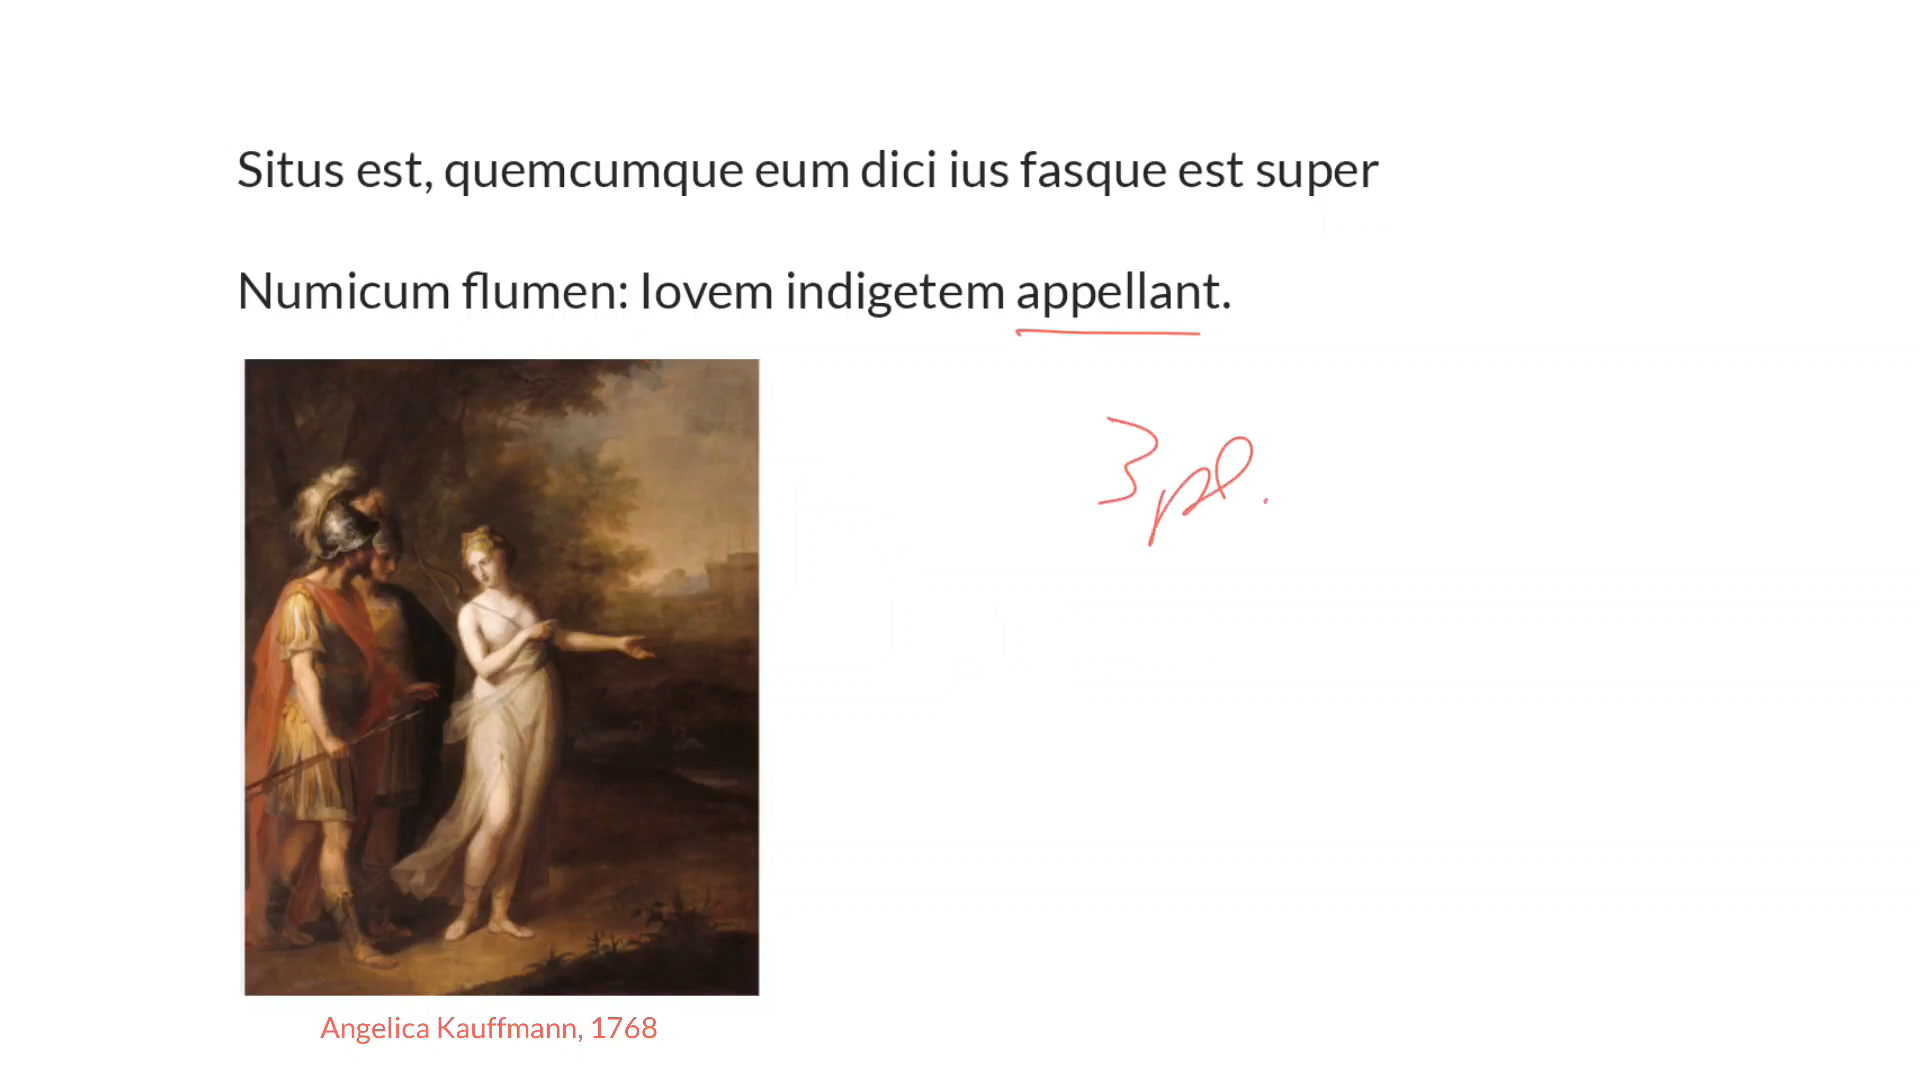 Situs est, quemcumque eum dici ius fasque est super
Numicum flumen: Iovem indigetem appellant.
3 pl.
Angelica Kauffmann, 1768